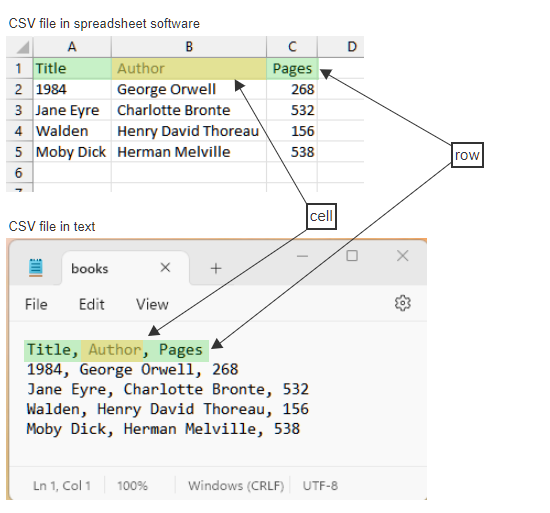 CSV file in spreadsheet software
A B C D
1 Title Author Pages
2 1984 George Orwell 268
3 Jane Eyre Charlotte Bronte 532
4 Walden Henry David Thoreau 156
5 Moby Dick Herman Melville 538
6
row
cell
CSV file in text
books
File Edit View
Title, Author, Pages
1984, George Orwell, 268
Jane Eyre, Charlotte Bronte, 532
Walden, Henry David Thoreau, 156
Moby Dick, Herman Melville, 538
Ln 1, Col 1 100% Windows (CRLF) UTF-8